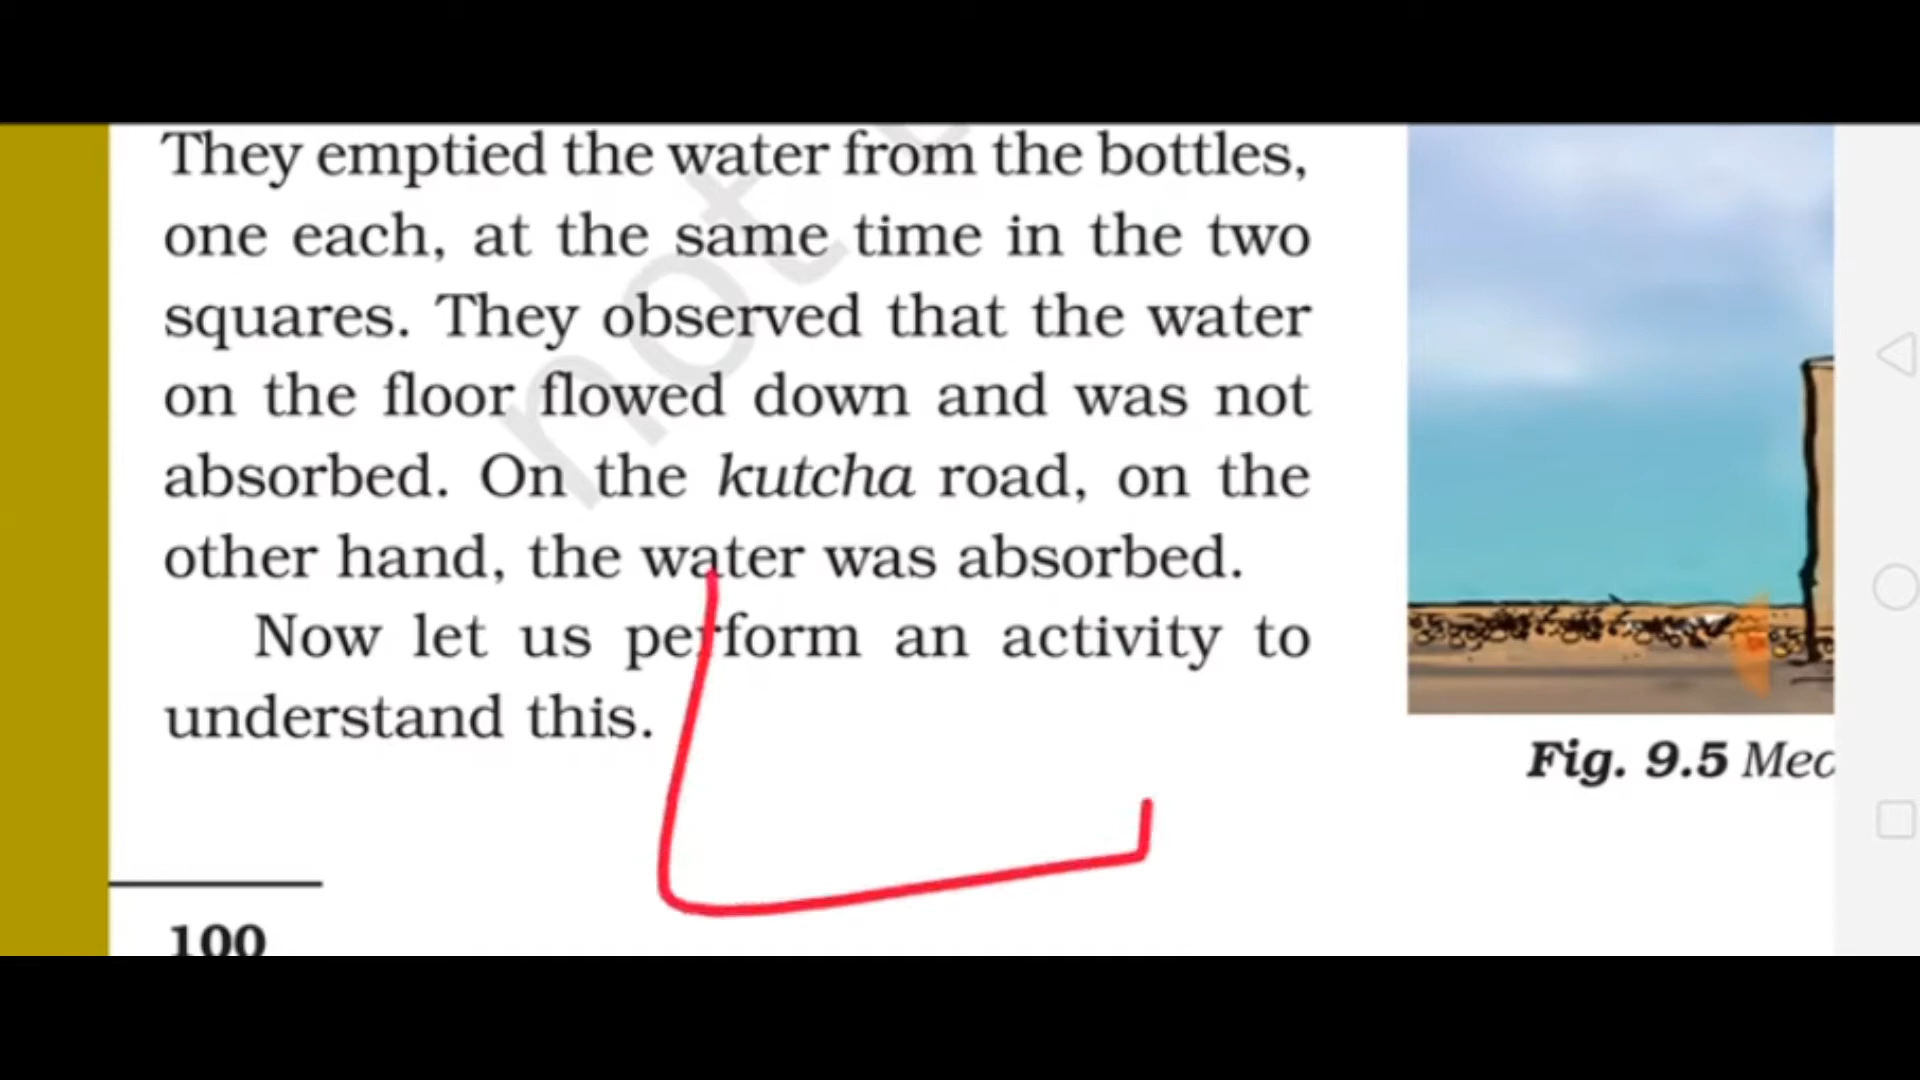 They emptied the water from the bottles,
one each, at the same time in the two
squares. They observed that the water
on the floor flowed down and was not
absorbed. On the kutcha road, on the
other hand, the water was absorbed.
Now let us perform an activity to
understand this.
100
Fig. 9.5 Mec
not